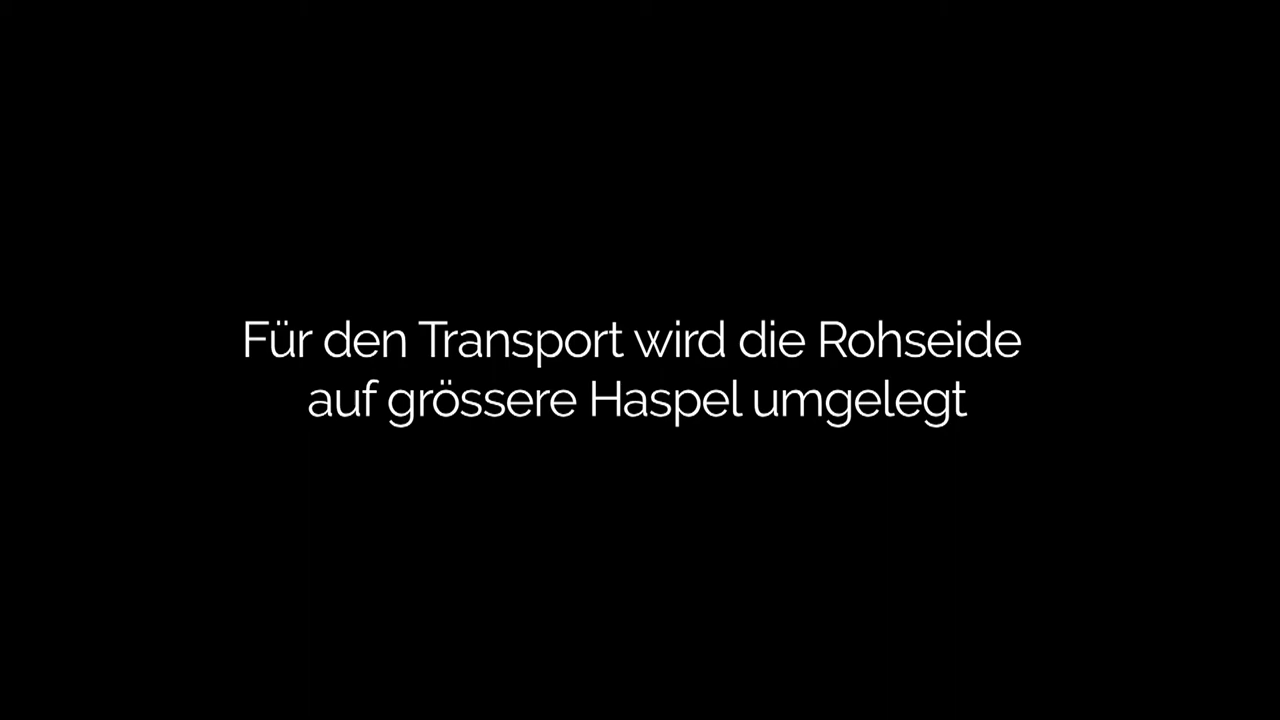 Für den Transport wird die Rohseide
auf grössere Haspel umgelegt